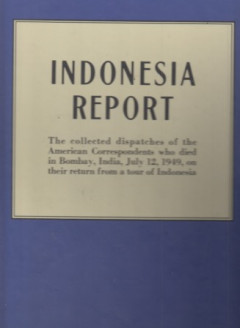 INDONESIA
REPORT
The collected dispatches of the
American Correspondents who died
in Bombay, India, July 12, 1949, on
their return from a tour of Indonesia